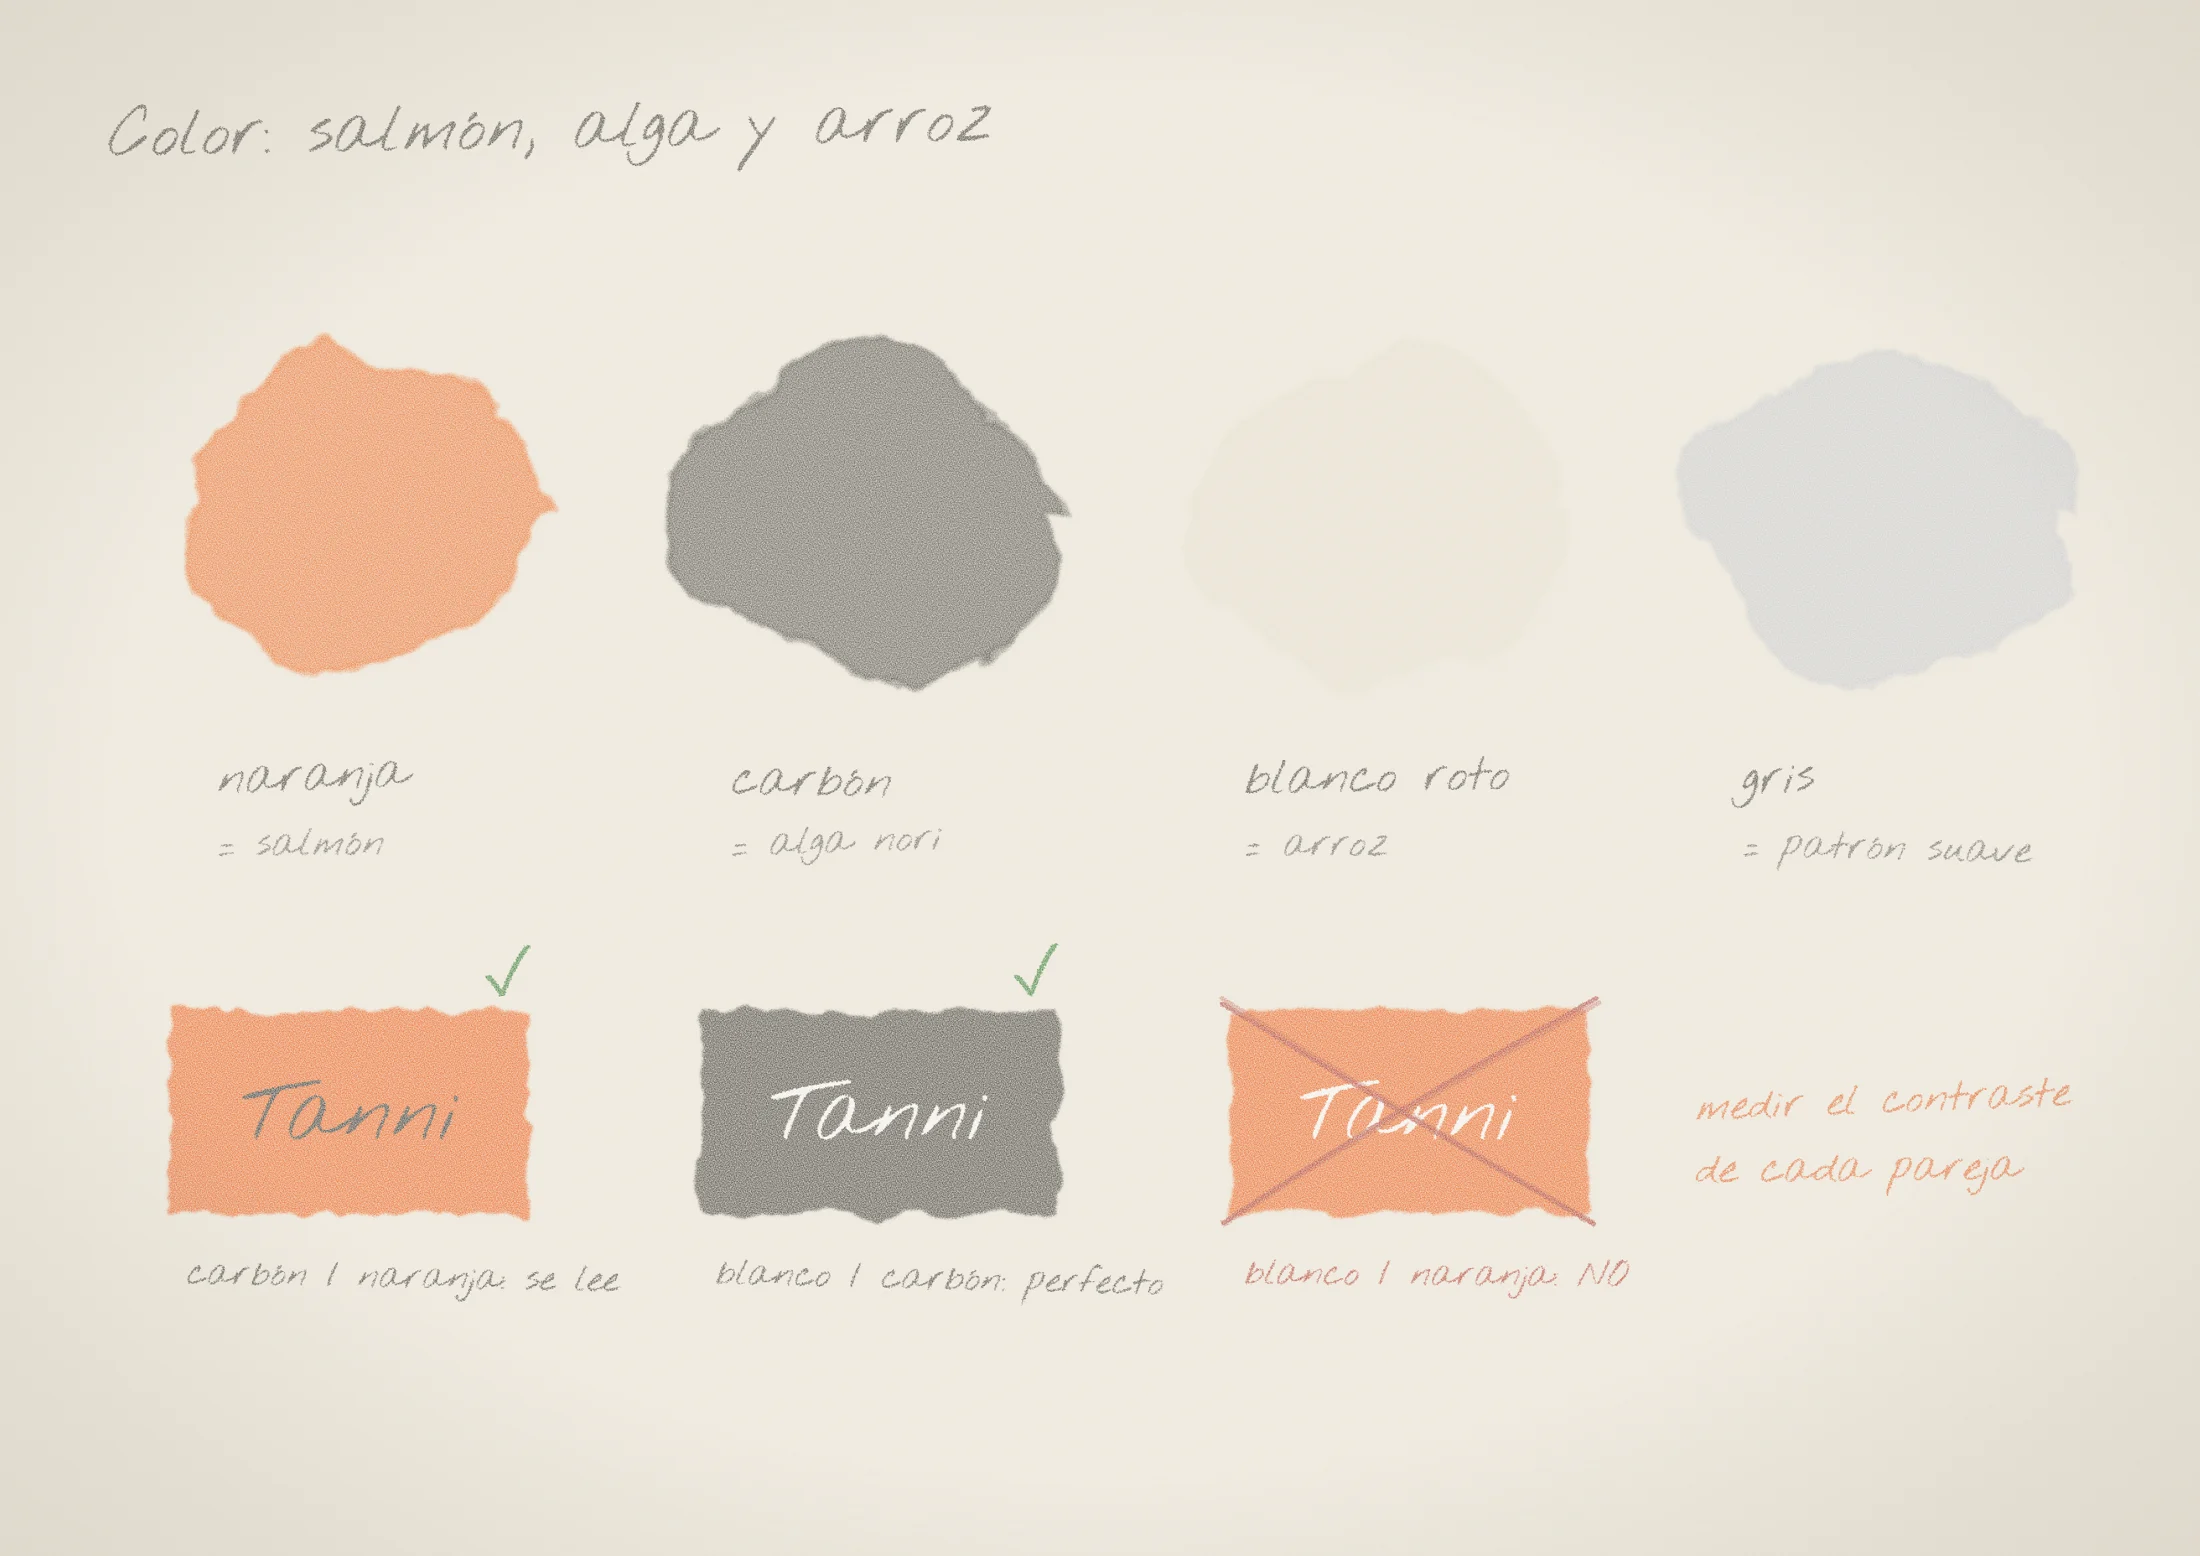 Color: salmón, alga y arroz
naranja
= salmón
carbón
= alga nori
blanco roto
= arroz
gris
= patrón suave
Tanni
carbón / naranja: se lee
Tanni
blanco / carbón: perfecto
Tanni
blanco / naranja: NO
medir el contraste
de cada pareja